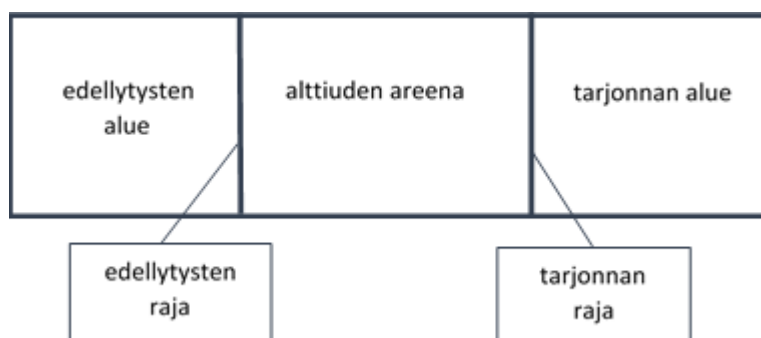 edellytysten
alue
alttiuden areena
tarjonnan alue
edellytysten
raja
tarjonnan
raja